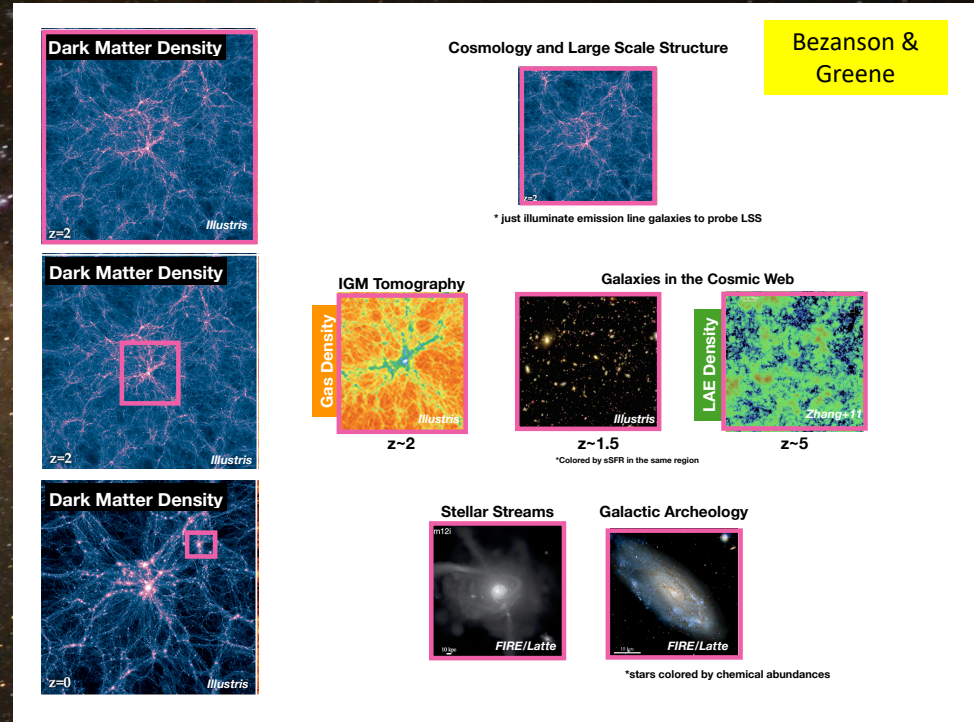 Dark Matter Density
Illustris
z=2
Cosmology and Large Scale Structure
z=2
* just illuminate emission line galaxies to probe LSS
Bezanson &
Greene
Dark Matter Density
z=2
Illustris
IGM Tomography
Gas Density
Illustris
z~2
Galaxies in the Cosmic Web
Illustris
z~1.5
*Colored by sSFR in the same region
LAE Density
Zhang+11
z~5
Dark Matter Density
z=0
Illustris
Stellar Streams
m12i
10 kpc
FIRE/Latte
Galactic Archeology
10 kpc
FIRE/Latte
*stars colored by chemical abundances